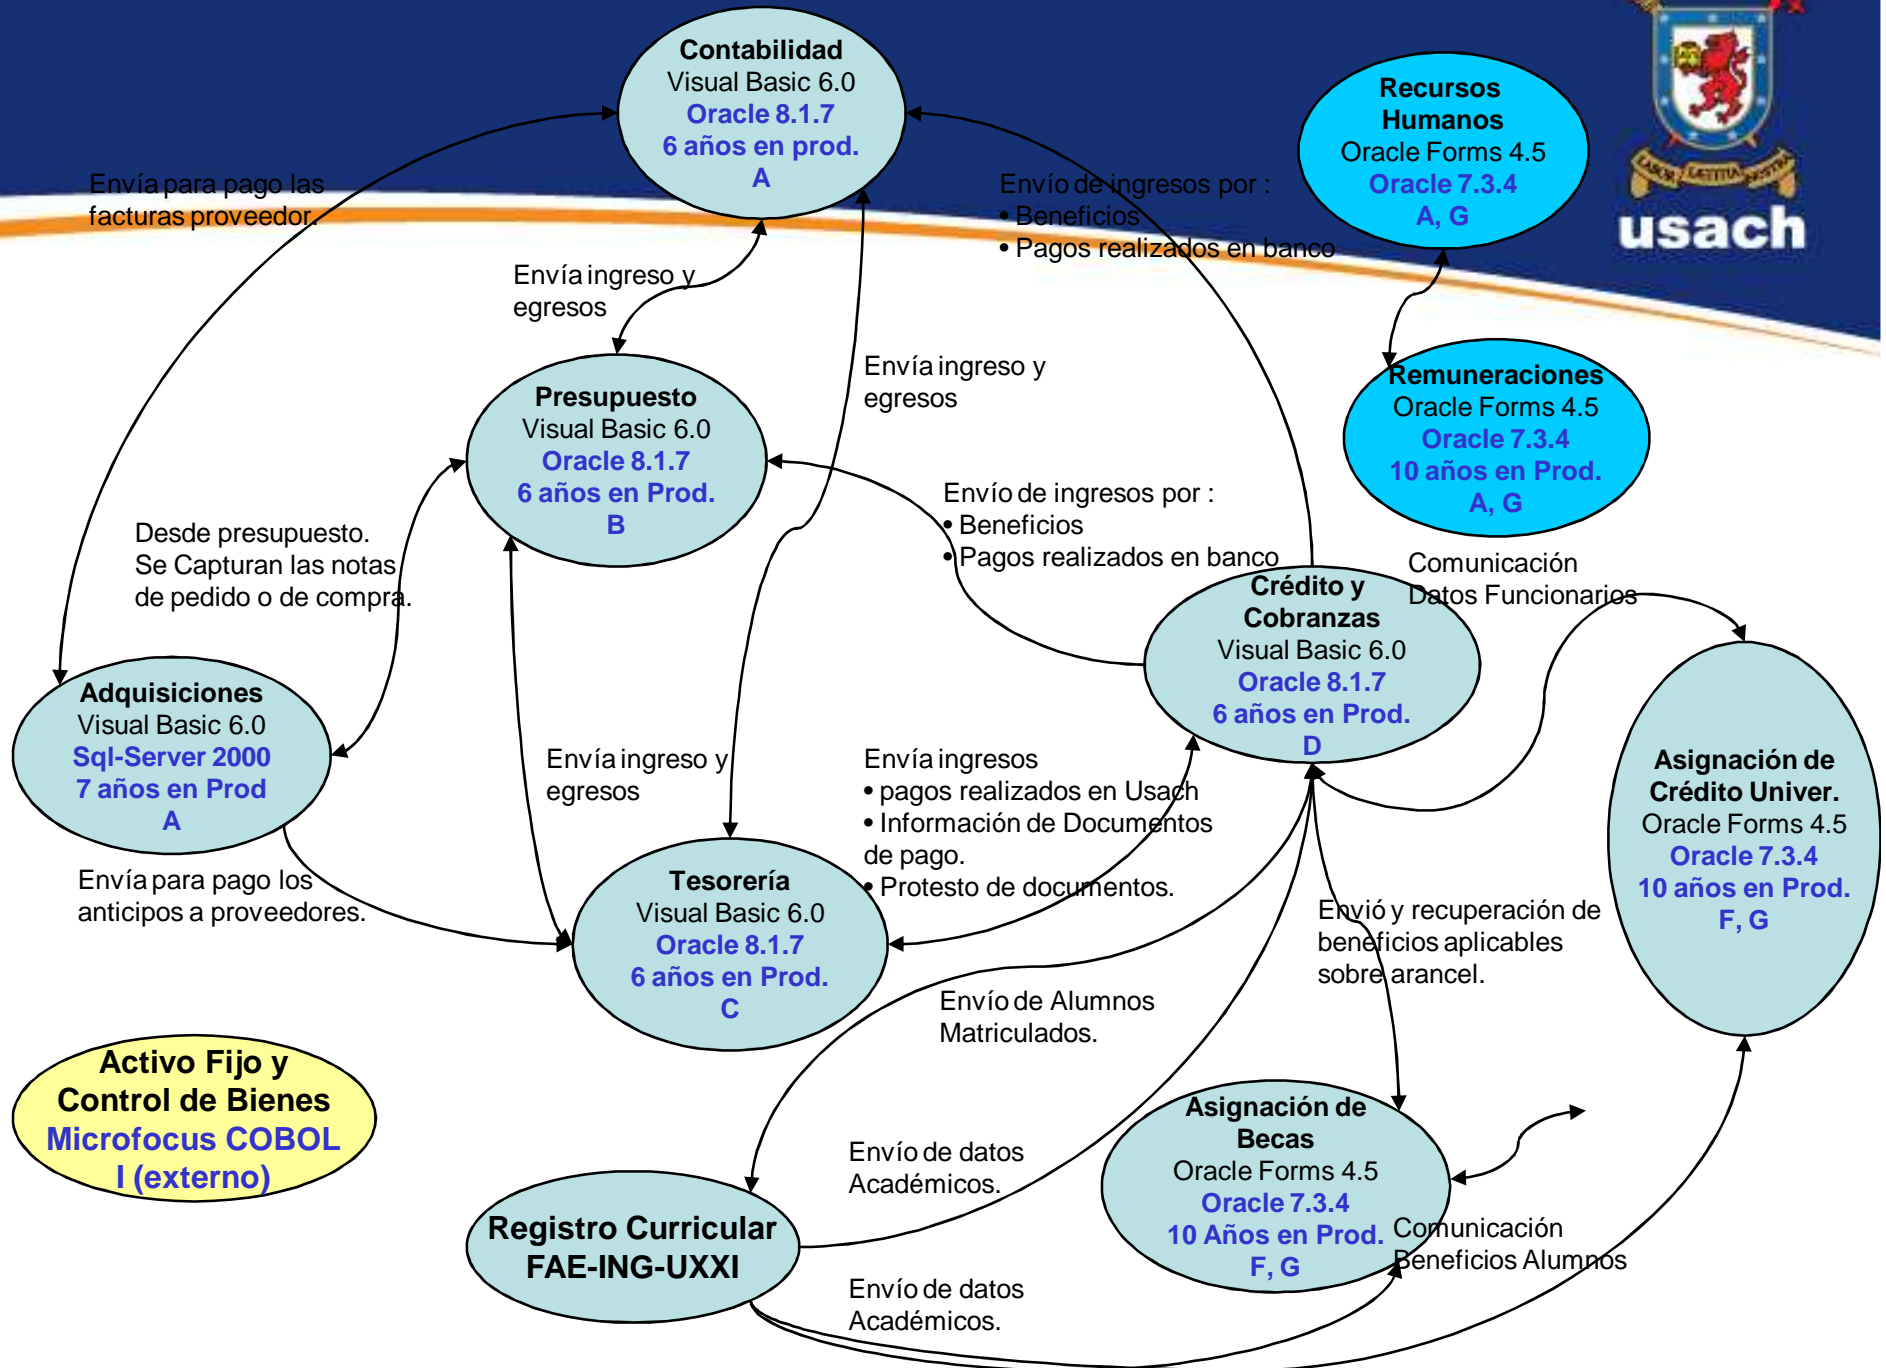 Contabilidad
Visual Basic 6.0
Oracle 8.1.7
6 años en prod.
A
Recursos
Humanos
Oracle Forms 4.5
Oracle 7.3.4
A, G
LABOR LÆTITIA NOSTRA
usach
Envía para pago las
facturas proveedor.
Envío de ingresos por :
• Beneficios
• Pagos realizados en banco
Envía ingreso y
egresos
Envía ingreso y
egresos
Remuneraciones
Oracle Forms 4.5
Oracle 7.3.4
10 años en Prod.
A, G
Presupuesto
Visual Basic 6.0
Oracle 8.1.7
6 años en Prod.
B
Envío de ingresos por :
• Beneficios
• Pagos realizados en banco
Desde presupuesto.
Se Capturan las notas
de pedido o de compra.
Comunicación
Datos Funcionarios
Crédito y
Cobranzas
Visual Basic 6.0
Oracle 8.1.7
6 años en Prod.
D
Adquisiciones
Visual Basic 6.0
Sql-Server 2000
7 años en Prod
A
Envía ingreso y
egresos
Envía ingresos
• pagos realizados en Usach
• Información de Documentos
de pago.
• Protesto de documentos.
Asignación de
Crédito Univer.
Oracle Forms 4.5
Oracle 7.3.4
10 años en Prod.
F, G
Envía para pago los
anticipos a proveedores.
Tesorería
Visual Basic 6.0
Oracle 8.1.7
6 años en Prod.
C
Envió y recuperación de
beneficios aplicables
sobre arancel.
Envío de Alumnos
Matriculados.
Activo Fijo y
Control de Bienes
Microfocus COBOL
I (externo)
Asignación de
Becas
Oracle Forms 4.5
Oracle 7.3.4
10 Años en Prod.
F, G
Envío de datos
Académicos.
Registro Curricular
FAE-ING-UXXI
Comunicación
Beneficios Alumnos
Envío de datos
Académicos.